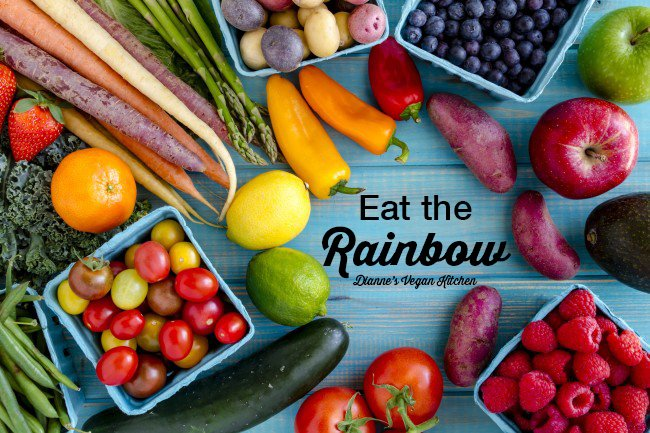 Eat the
Rainbow
Dianne's Vegan Kitchen